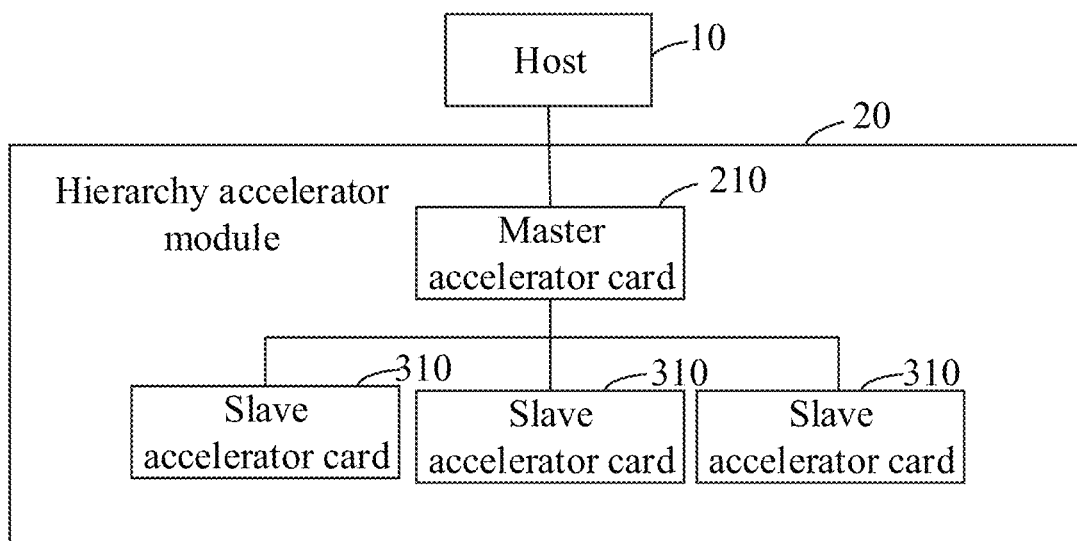 Host
10
20
Hierarchy accelerator
module
210
Master
accelerator card
310
310
310
Slave
accelerator card
Slave
accelerator card
Slave
accelerator card